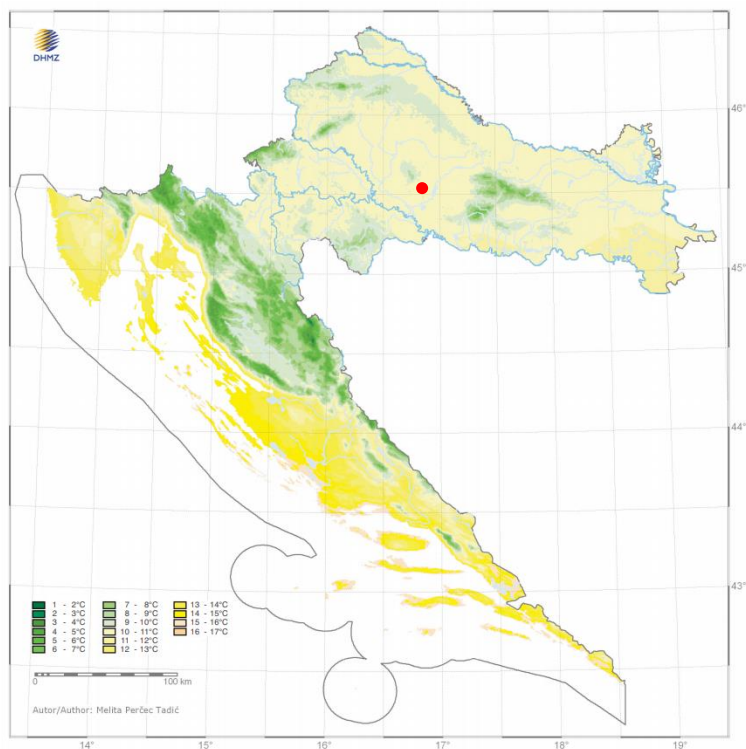 DHMZ
46°
45°
44°
43°
1 - 2°C
2 - 3°C
3 - 4°C
4 - 5°C
5 - 6°C
6 - 7°C
7 - 8°C
8 - 9°C
9 - 10°C
10 - 11°C
11 - 12°C
12 - 13°C
13 - 14°C
14 - 15°C
15 - 16°C
16 - 17°C
0 100 km
Autor/Author: Melita Perčec Tadić
14° 15° 16° 17° 18° 19°